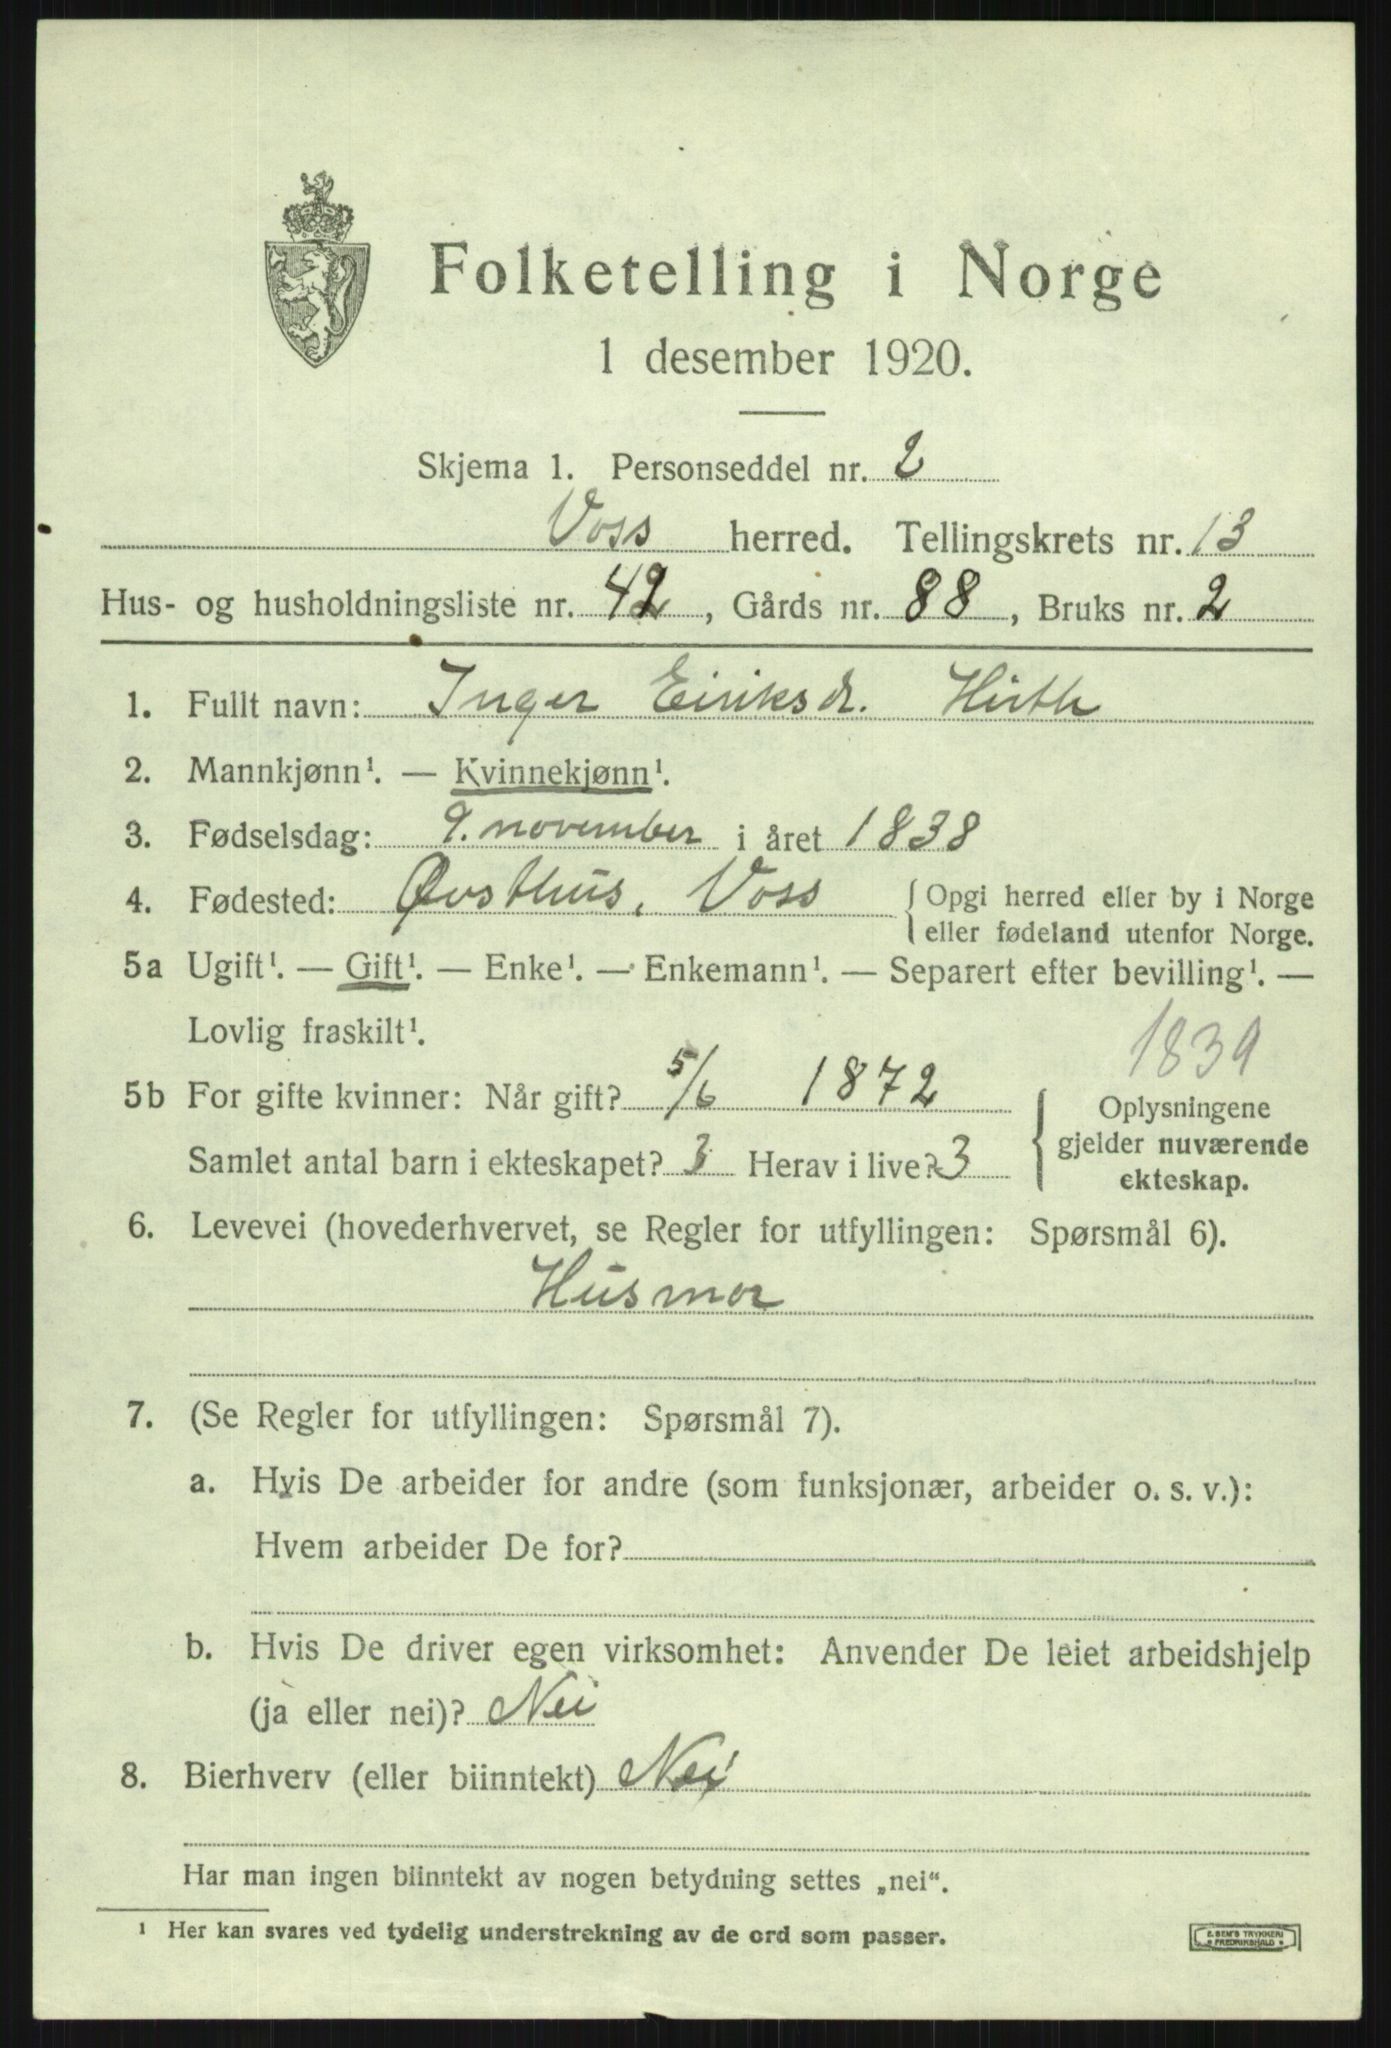 Folketelling i Norge
1 desember 1920.
Skjema 1. Personseddel nr. 2
Voss herred. Tellingskrets nr. 13
Hus- og husholdningsliste nr. 42, Gårds nr. 88, Bruks nr. 2
1. Fullt navn: Inger Eiriksdr. Hirth
2. Mannkjønn¹. — Kvinnekjønn¹.
3. Fødselsdag: 9. november i året 1838
4. Fødested: Øvsthus, Voss { Opgi herred eller by i Norge
eller fødeland utenfor Norge.
5a Ugift¹. — Gift¹. — Enke¹. — Enkemann¹. — Separert efter bevilling¹. —
Lovlig fraskilt¹.
1839
5b For gifte kvinner: Når gift? 5/6 1872
Samlet antal barn i ekteskapet? 3 Herav i live? 3
{ Oplysningene
gjelder nuværende
ekteskap.
6. Levevei (hovederhvervet, se Regler for utfyllingen: Spørsmål 6).
Husmor
7. (Se Regler for utfyllingen: Spørsmål 7).
a. Hvis De arbeider for andre (som funksjonær, arbeider o. s. v.):
Hvem arbeider De for?
b. Hvis De driver egen virksomhet: Anvender De leiet arbeidshjelp
(ja eller nei)? Nei
8. Bierhverv (eller biinntekt) Nei
Har man ingen biinntekt av nogen betydning settes „nei“.
¹ Her kan svares ved tydelig understrekning av de ord som passer.
E. SEM'S TRYKKERI
FREDRIKSHALD